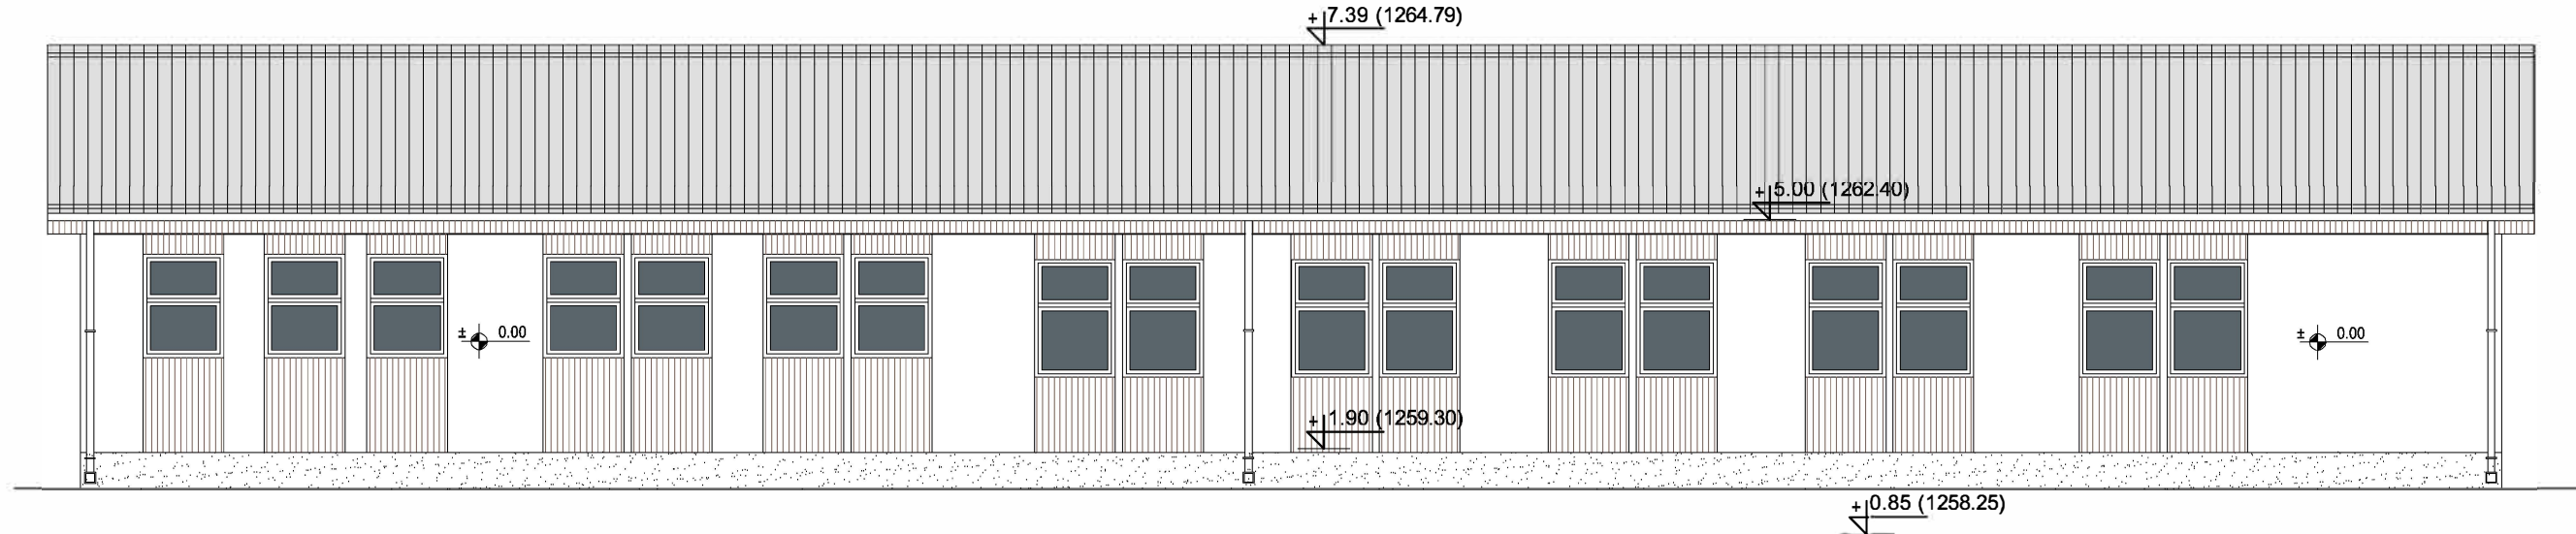 + 7.39 (1264.79)
+ 5.00 (1262.40)
± 0.00
± 0.00
+ 1.90 (1259.30)
+ 0.85 (1258.25)